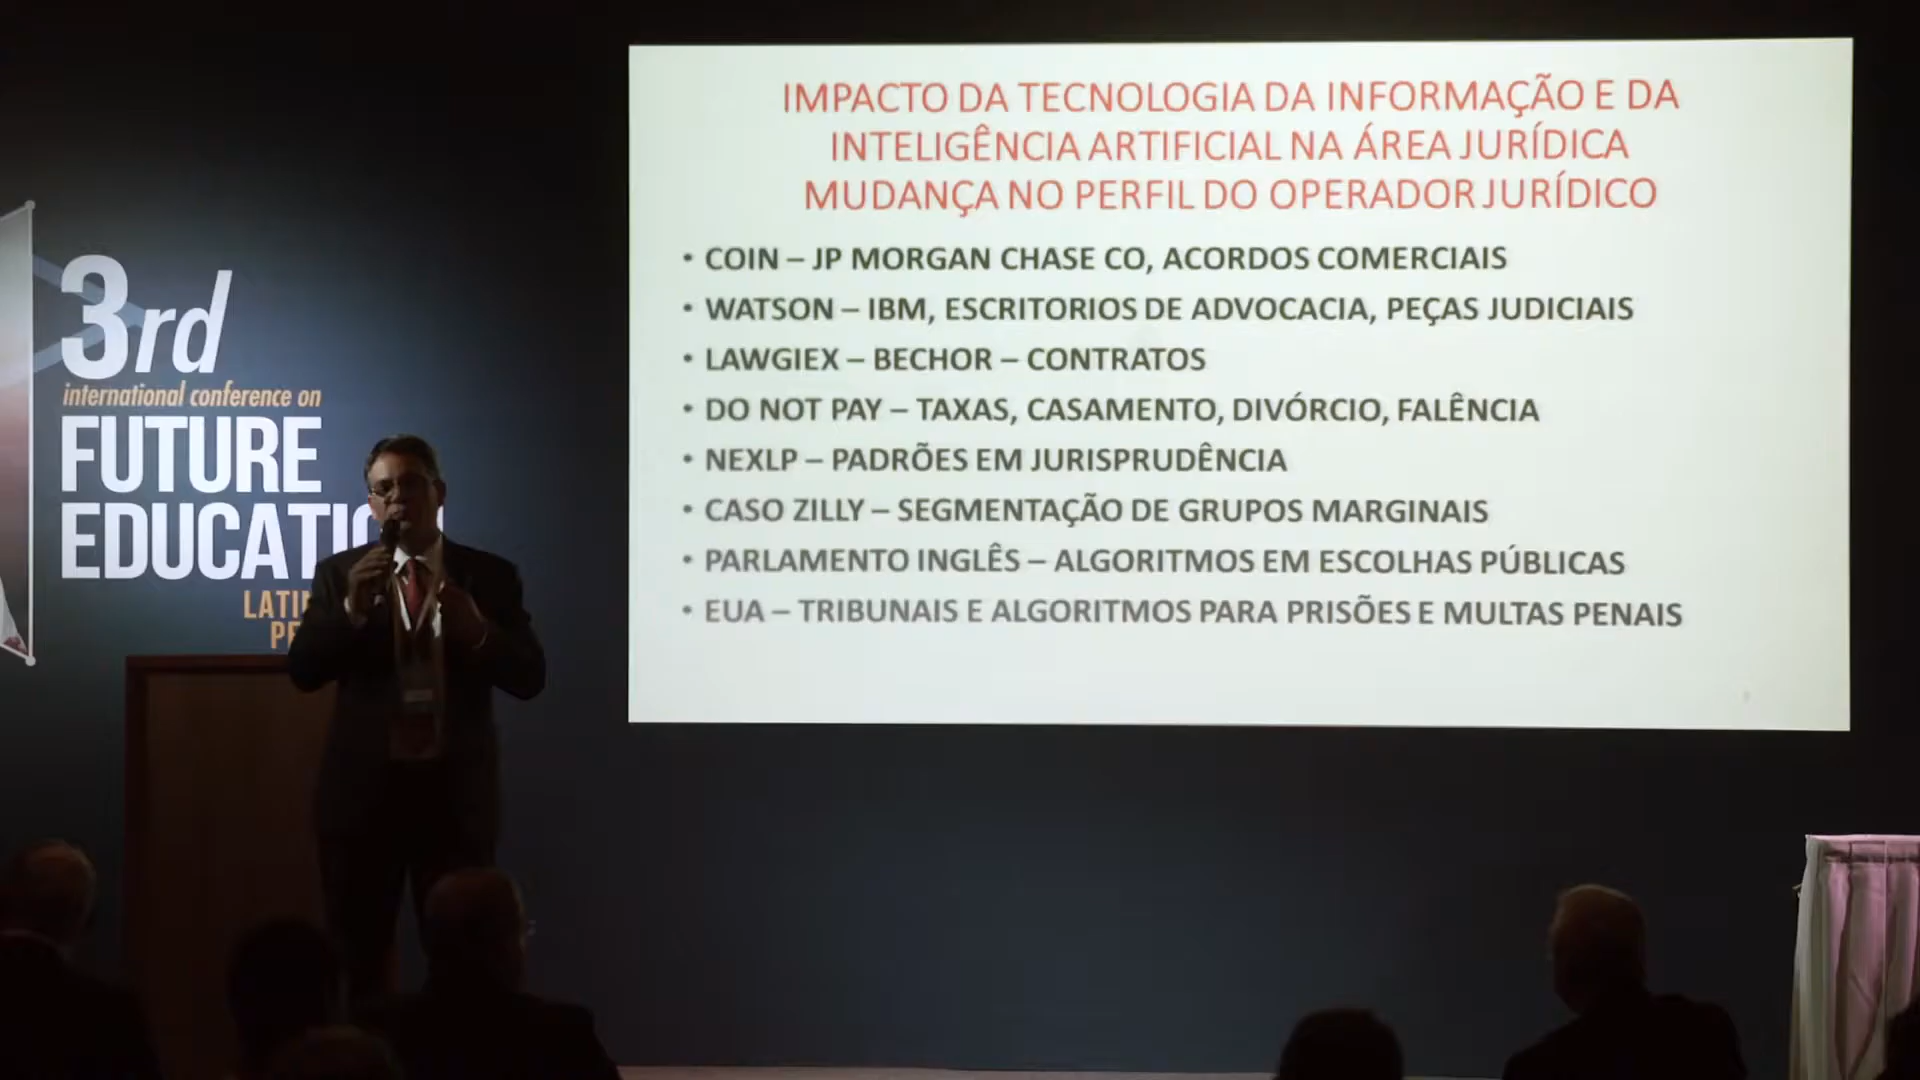 3rd
international conference on
FUTURE
EDUCATI
LATI
PE
IMPACTO DA TECNOLOGIA DA INFORMAÇÃO E DA
INTELIGÊNCIA ARTIFICIAL NA ÁREA JURÍDICA
MUDANÇA NO PERFIL DO OPERADOR JURÍDICO
• COIN – JP MORGAN CHASE CO, ACORDOS COMERCIAIS
• WATSON – IBM, ESCRITORIOS DE ADVOCACIA, PEÇAS JUDICIAIS
• LAWGIEX – BECHOR – CONTRATOS
• DO NOT PAY – TAXAS, CASAMENTO, DIVÓRCIO, FALÊNCIA
• NEXLP – PADRÕES EM JURISPRUDÊNCIA
• CASO ZILLY – SEGMENTAÇÃO DE GRUPOS MARGINAIS
• PARLAMENTO INGLÊS – ALGORITMOS EM ESCOLHAS PÚBLICAS
• EUA – TRIBUNAIS E ALGORITMOS PARA PRISÕES E MULTAS PENAIS